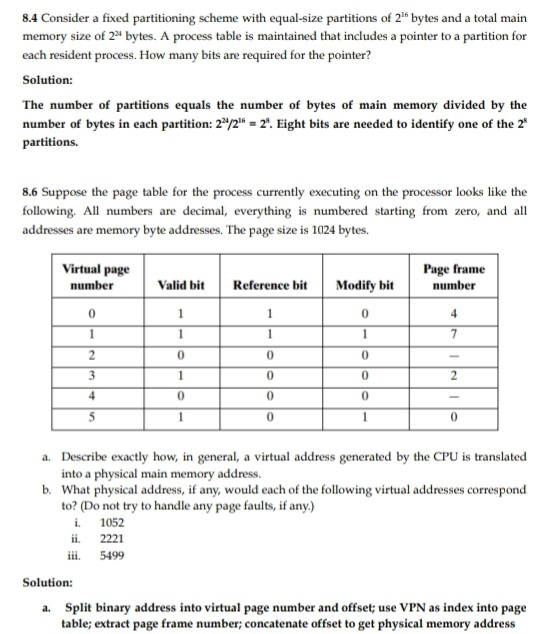 8.4 Consider a fixed partitioning scheme with equal-size partitions of 2¹⁶ bytes and a total main
memory size of 2²⁴ bytes. A process table is maintained that includes a pointer to a partition for
each resident process. How many bits are required for the pointer?
Solution:
The number of partitions equals the number of bytes of main memory divided by the
number of bytes in each partition: 2²⁴/2¹⁶ = 2⁸. Eight bits are needed to identify one of the 2⁸
partitions.
8.6 Suppose the page table for the process currently executing on the processor looks like the
following. All numbers are decimal, everything is numbered starting from zero, and all
addresses are memory byte addresses. The page size is 1024 bytes.
Virtual page number Valid bit Reference bit Modify bit Page frame number
0 1 1 0 4
1 1 1 1 7
2 0 0 0 —
3 1 0 0 2
4 0 0 0 —
5 1 0 1 0
a. Describe exactly how, in general, a virtual address generated by the CPU is translated
into a physical main memory address.
b. What physical address, if any, would each of the following virtual addresses correspond
to? (Do not try to handle any page faults, if any.)
i. 1052
ii. 2221
iii. 5499
Solution:
a. Split binary address into virtual page number and offset; use VPN as index into page
table; extract page frame number; concatenate offset to get physical memory address